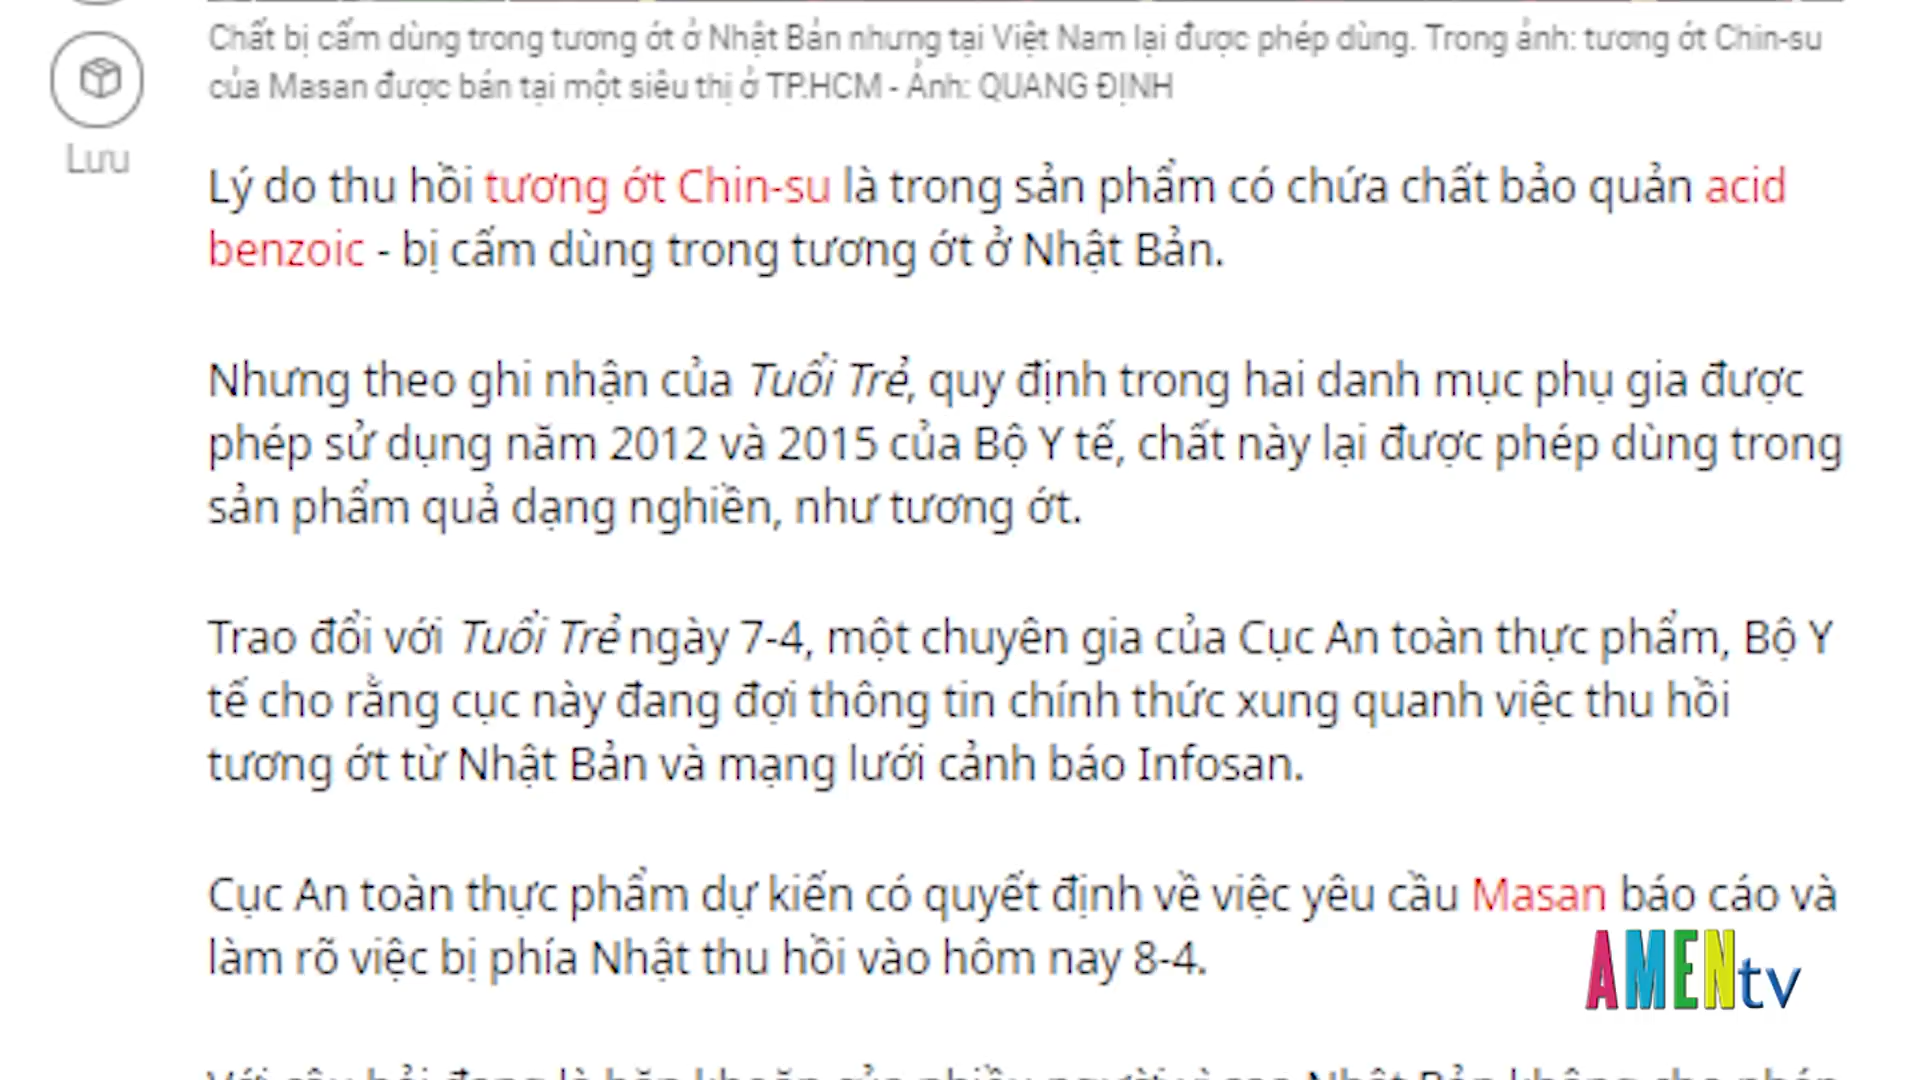 Chất bị cấm dùng trong tương ớt ở Nhật Bản nhưng tại Việt Nam lại được phép dùng. Trong ảnh: tương ớt Chin-su
của Masan được bán tại một siêu thị ở TP.HCM - Ảnh: QUANG ĐỊNH
Lưu
Lý do thu hồi tương ớt Chin-su là trong sản phẩm có chứa chất bảo quản acid
benzoic - bị cấm dùng trong tương ớt ở Nhật Bản.
Nhưng theo ghi nhận của Tuổi Trẻ, quy định trong hai danh mục phụ gia được
phép sử dụng năm 2012 và 2015 của Bộ Y tế, chất này lại được phép dùng trong
sản phẩm quả dạng nghiền, như tương ớt.
Trao đổi với Tuổi Trẻ ngày 7-4, một chuyên gia của Cục An toàn thực phẩm, Bộ Y
tế cho rằng cục này đang đợi thông tin chính thức xung quanh việc thu hồi
tương ớt từ Nhật Bản và mạng lưới cảnh báo Infosan.
Cục An toàn thực phẩm dự kiến có quyết định về việc yêu cầu Masan báo cáo và
làm rõ việc bị phía Nhật thu hồi vào hôm nay 8-4.
AMENtv